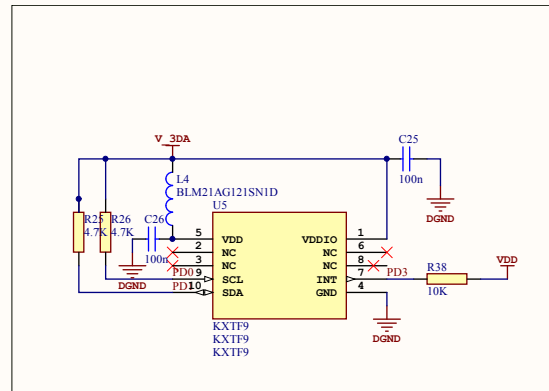 V_3DA
C25
100n
DGND
L4
BLM21AG121SN1D
U5
R25
4.7K
R26
4.7K
C26
100n
DGND
5 VDD VDDIO 1
2 NC NC 6
3 NC NC 8
PD0 9 SCL INT 7 PD3
10 SDA GND 4
R38
10K
VDD
DGND
KXTF9
KXTF9
KXTF9